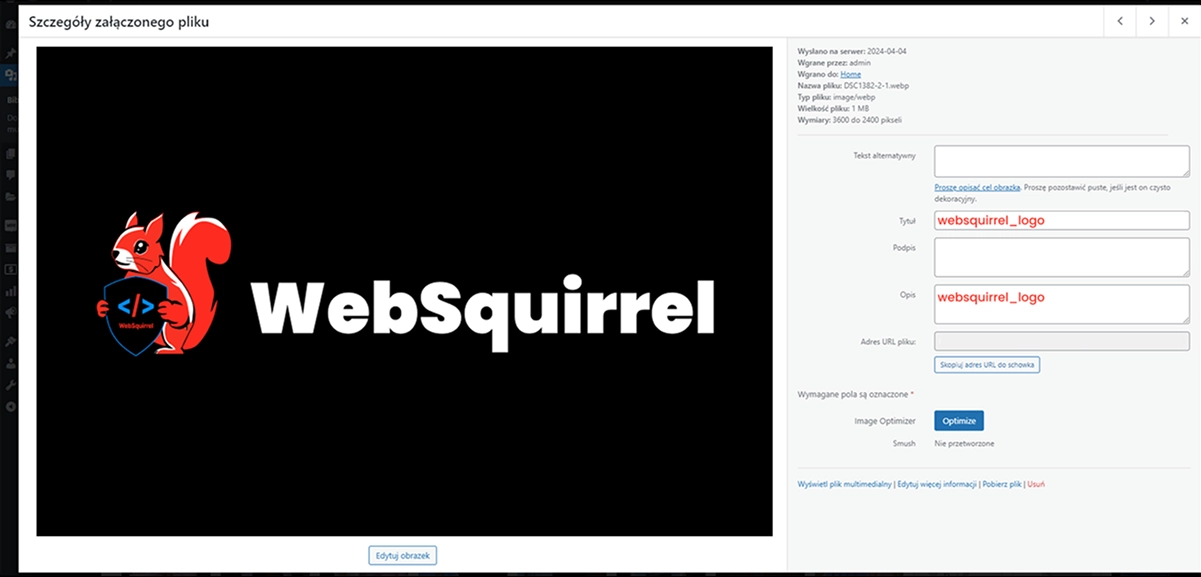 Szczegóły załączonego pliku
</>
WebSquirrel
WebSquirrel
Edytuj obrazek
Wysłano na serwer: 2024-04-04
Wgrane przez: admin
Wgrano do: Home
Nazwa pliku: DSC1382-2-1.webp
Typ pliku: image/webp
Wielkość pliku: 1 MB
Wymiary: 3600 do 2400 pikseli
Tekst alternatywny
Proszę opisać cel obrazka. Proszę pozostawić puste, jeśli jest on czysto
dekoracyjny.
Tytuł websquirrel_logo
Podpis
Opis websquirrel_logo
Adres URL pliku:
Skopiuj adres URL do schowka
Wymagane pola są oznaczone *
Image Optimizer Optimize
Smush Nie przetworzone
Wyświetl plik multimedialny | Edytuj więcej informacji | Pobierz plik | Usuń